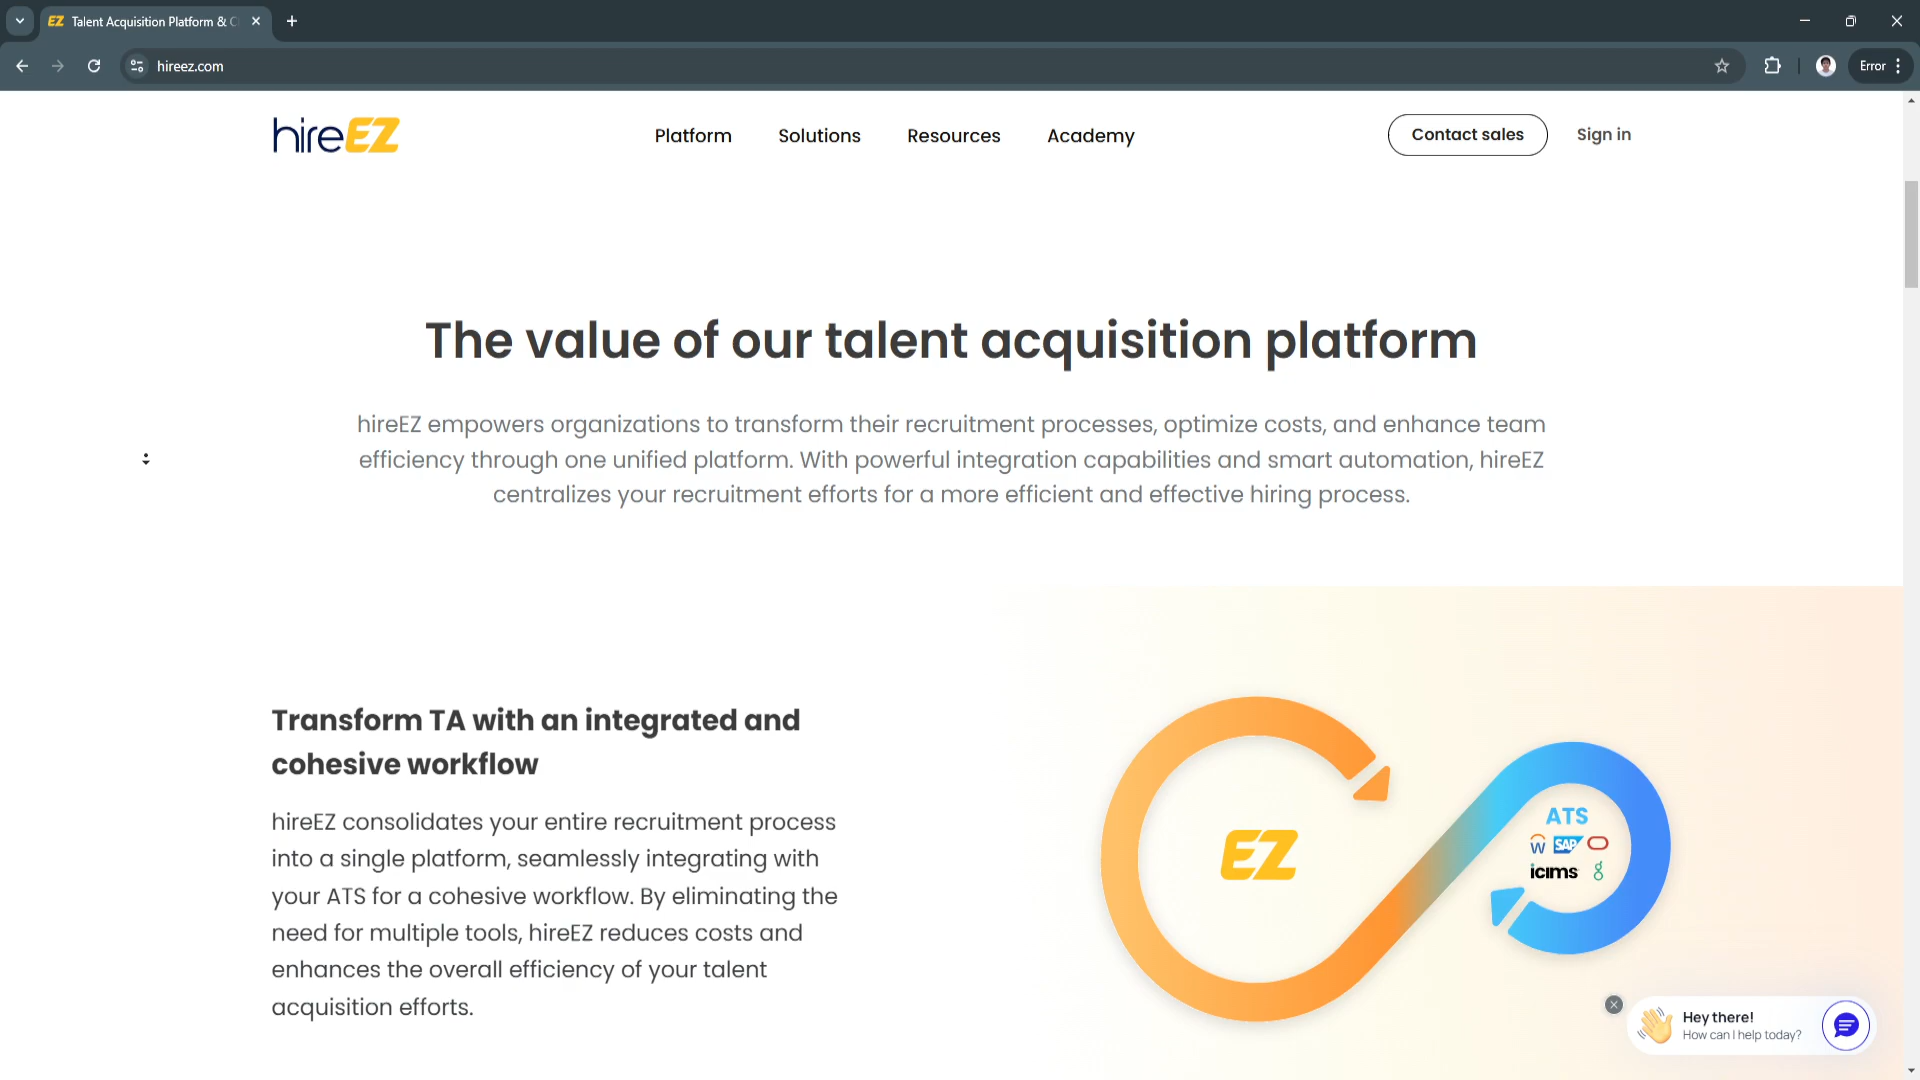 EZ Talent Acquisition Platform & C
hireez.com
Error
hireEZ
Platform
Solutions
Resources
Academy
Contact sales
Sign in
The value of our talent acquisition platform
hireEZ empowers organizations to transform their recruitment processes, optimize costs, and enhance team
efficiency through one unified platform. With powerful integration capabilities and smart automation, hireEZ
centralizes your recruitment efforts for a more efficient and effective hiring process.
Transform TA with an integrated and
cohesive workflow
hireEZ consolidates your entire recruitment process
into a single platform, seamlessly integrating with
your ATS for a cohesive workflow. By eliminating the
need for multiple tools, hireEZ reduces costs and
enhances the overall efficiency of your talent
acquisition efforts.
EZ
ATS
W SAP
icims g
Hey there!
How can I help today?